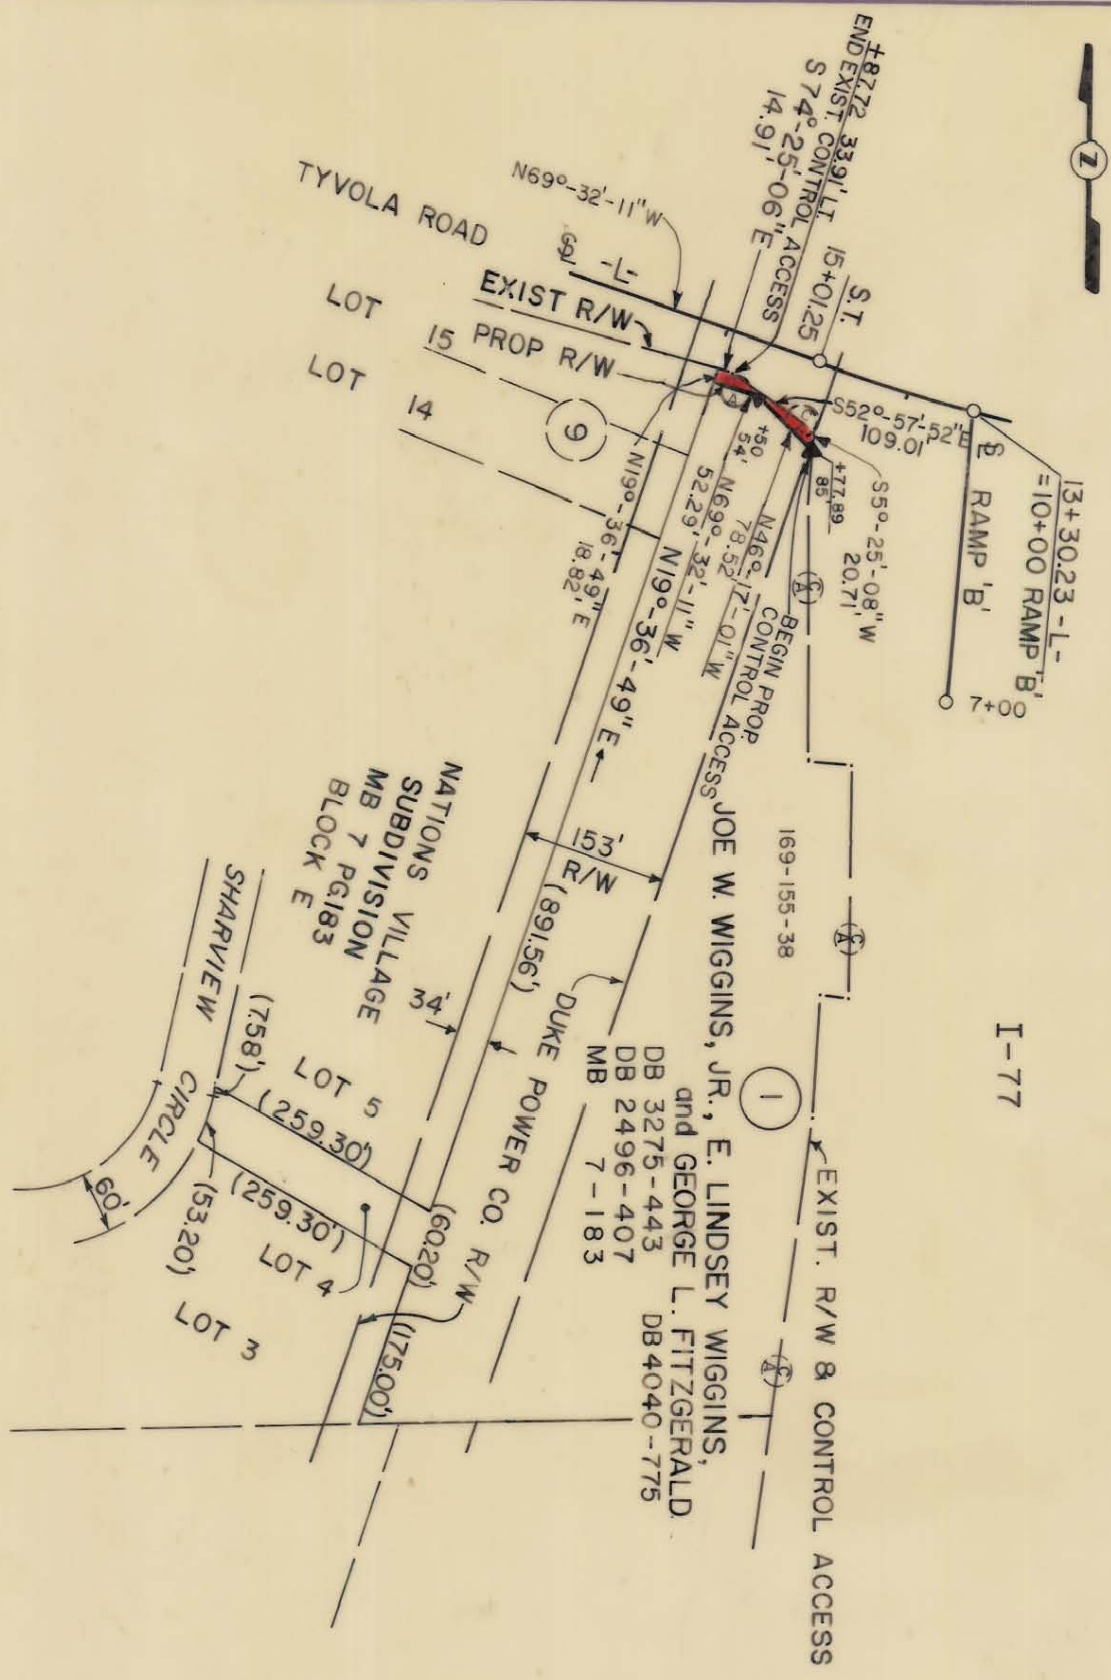 I-77
Z
13+30.23 -L-
=10+00 RAMP 'B'
℄ RAMP 'B'
7+00
S.T.
15+01.25
+87.72 33.91' LT
END EXIST. CONTROL ACCESS
S 74°-25'-06" E
14.91'
N69°-32'-11" W
℄ -L-
TYVOLA ROAD
EXIST R/W
PROP R/W
LOT 15
LOT 14
9
S52°-57'-52"E
109.01'
S5°-25'-08" W
20.71'
+77.89
85'
+50
54'
C/A
N46°-17'-01" W
78.52'
N69°-32'-11" W
52.29'
N19°-36'-49" E
18.82'
N19°-36'-49" E
BEGIN PROP.
CONTROL ACCESS
C/A
C/A
C/A
EXIST. R/W & CONTROL ACCESS
169-155-38
1
JOE W. WIGGINS, JR., E. LINDSEY WIGGINS,
and GEORGE L. FITZGERALD.
DB 3275-443 DB 4040-775
DB 2496-407
MB 7-183
153'
R/W
(891.56')
DUKE POWER CO. R/W
34'
NATIONS VILLAGE
SUBDIVISION
MB 7 PG.183
BLOCK E
SHARVIEW CIRCLE
60'
LOT 5
LOT 4
LOT 3
(7.58')
(259.30')
(259.30')
(53.20')
(60.20')
(175.00')